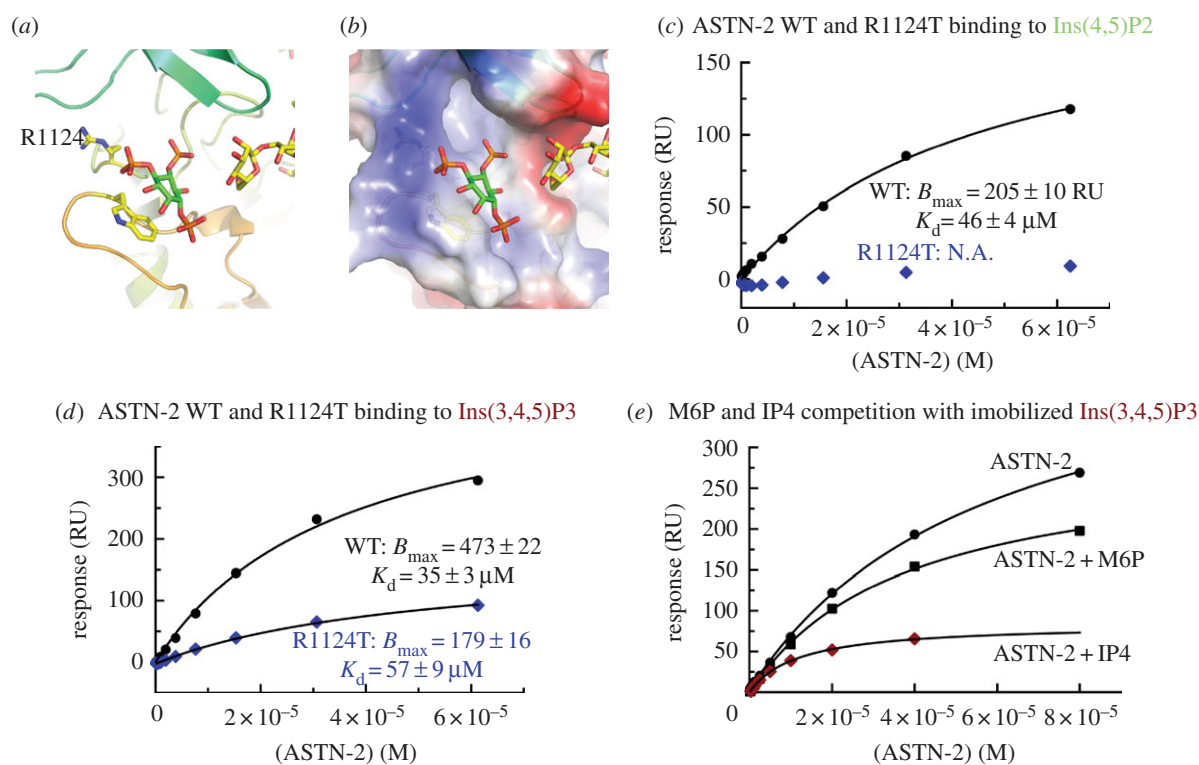 (a)
(b)
R1124
(c) ASTN-2 WT and R1124T binding to Ins(4,5)P2
150
100
50
0
response (RU)
WT: Bmax = 205 ± 10 RU
Kd = 46 ± 4 µM
R1124T: N.A.
0 2 × 10⁻⁵ 4 × 10⁻⁵ 6 × 10⁻⁵
(ASTN-2) (M)
(d) ASTN-2 WT and R1124T binding to Ins(3,4,5)P3
300
200
100
0
response (RU)
WT: Bmax = 473 ± 22
Kd = 35 ± 3 µM
R1124T: Bmax = 179 ± 16
Kd = 57 ± 9 µM
0 2 × 10⁻⁵ 4 × 10⁻⁵ 6 × 10⁻⁵
(ASTN-2) (M)
(e) M6P and IP4 competition with imobilized Ins(3,4,5)P3
300
250
200
150
100
50
0
response (RU)
ASTN-2
ASTN-2 + M6P
ASTN-2 + IP4
2 × 10⁻⁵ 4 × 10⁻⁵ 6 × 10⁻⁵ 8 × 10⁻⁵
(ASTN-2) (M)